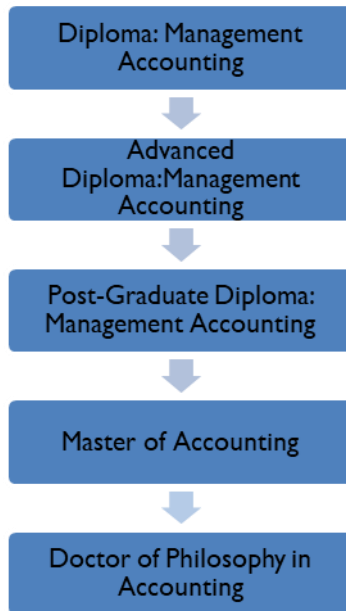 Diploma: Management
Accounting
Advanced
Diploma:Management
Accounting
Post-Graduate Diploma:
Management Accounting
Master of Accounting
Doctor of Philosophy in
Accounting